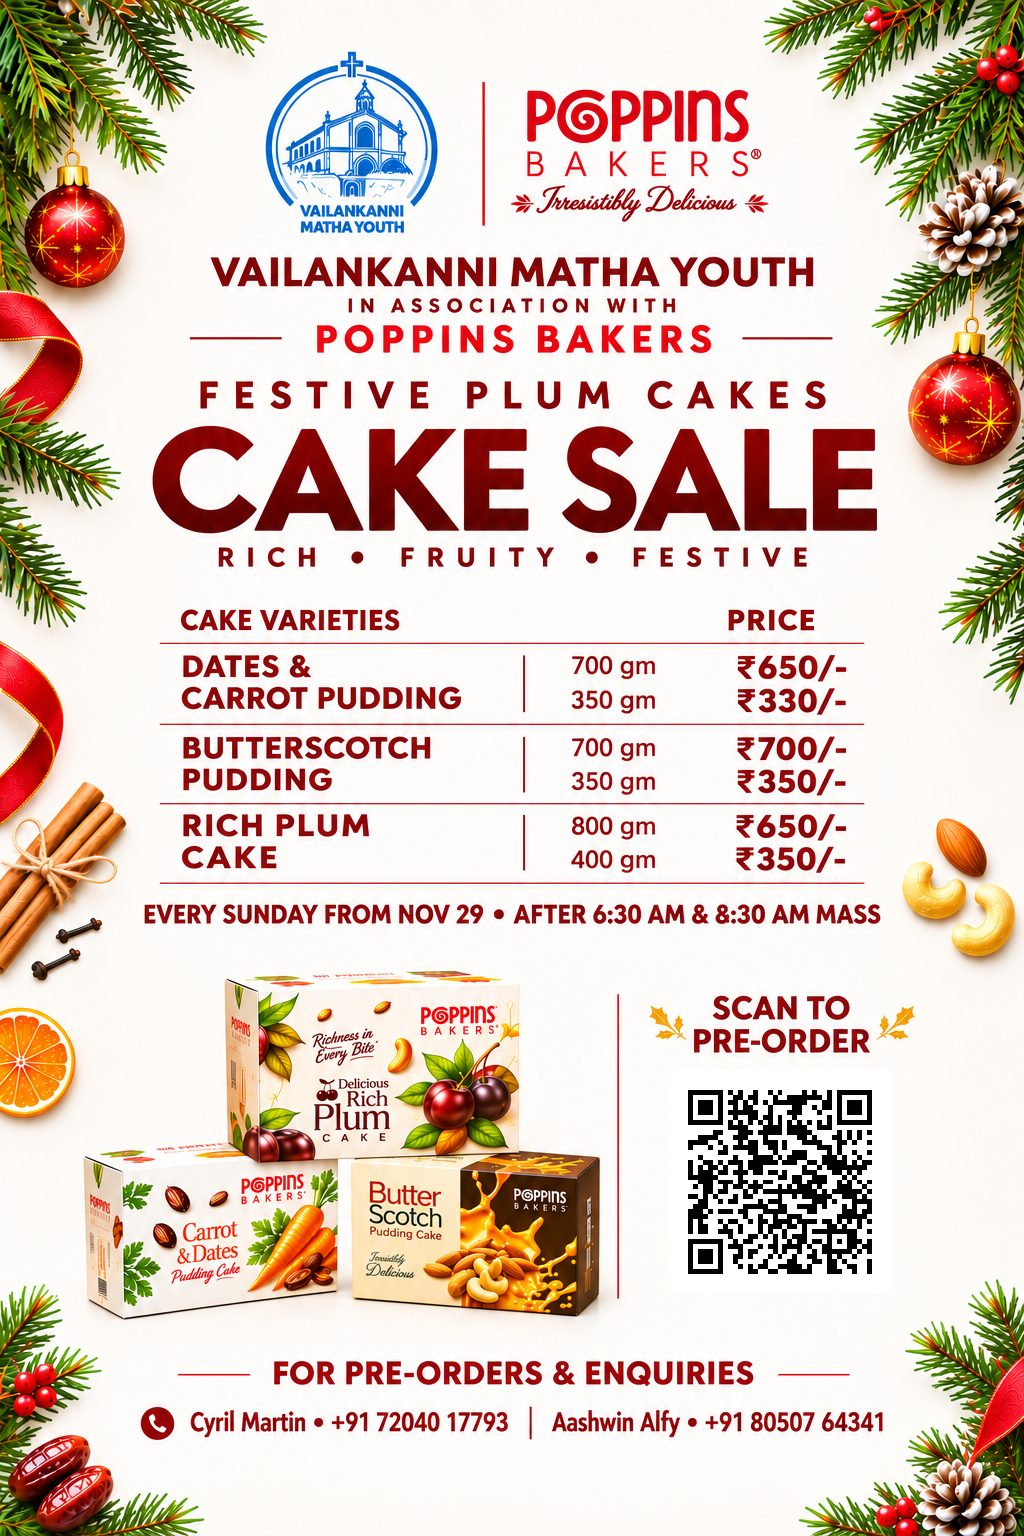 VAILANKANNI
MATHA YOUTH
POPPINS
BAKERS®
Irresistibly Delicious
VAILANKANNI MATHA YOUTH
IN ASSOCIATION WITH
POPPINS BAKERS
FESTIVE PLUM CAKES
CAKE SALE
RICH • FRUITY • FESTIVE
CAKE VARIETIES PRICE
DATES & 700 gm ₹650/-
CARROT PUDDING 350 gm ₹330/-
BUTTERSCOTCH 700 gm ₹700/-
PUDDING 350 gm ₹350/-
RICH PLUM 800 gm ₹650/-
CAKE 400 gm ₹350/-
EVERY SUNDAY FROM NOV 29 • AFTER 6:30 AM & 8:30 AM MASS
Richness in
Every Bite
POPPINS
BAKERS
Delicious
Rich
Plum
CAKE
POPPINS
BAKERS
Carrot
& Dates
Pudding Cake
Butter
Scotch
Pudding Cake
Irresistibly
Delicious
POPPINS
BAKERS
SCAN TO
PRE-ORDER
FOR PRE-ORDERS & ENQUIRIES
Cyril Martin • +91 72040 17793 | Aashwin Alfy • +91 80507 64341